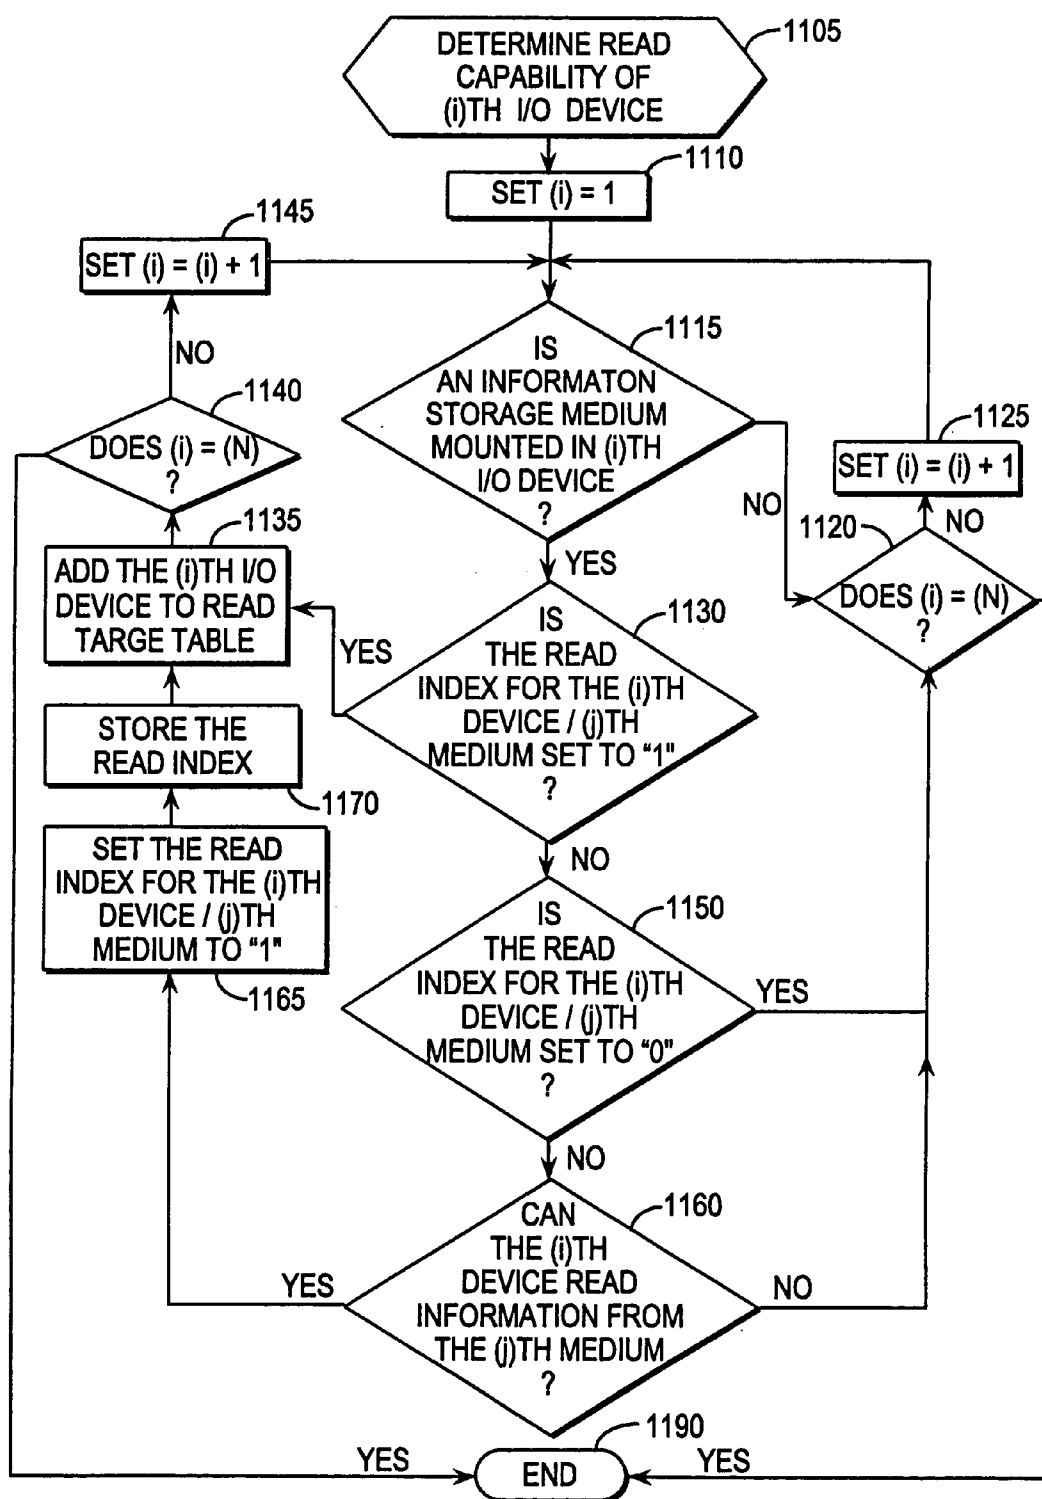 DETERMINE READ
CAPABILITY OF
(i)TH I/O DEVICE
1105
1110
SET (i) = 1
1145
SET (i) = (i) + 1
NO
1140
DOES (i) = (N)
?
1115
IS
AN INFORMATON
STORAGE MEDIUM
MOUNTED IN (i)TH
I/O DEVICE
?
NO
YES
1125
SET (i) = (i) + 1
NO
1120
DOES (i) = (N)
?
1135
ADD THE (i)TH I/O
DEVICE TO READ
TARGE TABLE
YES
1130
IS
THE READ
INDEX FOR THE (i)TH
DEVICE / (j)TH
MEDIUM SET TO "1"
?
NO
STORE THE
READ INDEX
1170
SET THE READ
INDEX FOR THE (i)TH
DEVICE / (j)TH
MEDIUM TO "1"
1165
1150
IS
THE READ
INDEX FOR THE (i)TH
DEVICE / (j)TH
MEDIUM SET TO "0"
?
YES
NO
1160
CAN
THE (i)TH
DEVICE READ
INFORMATION FROM
THE (j)TH MEDIUM
?
YES
NO
1190
YES
END
YES